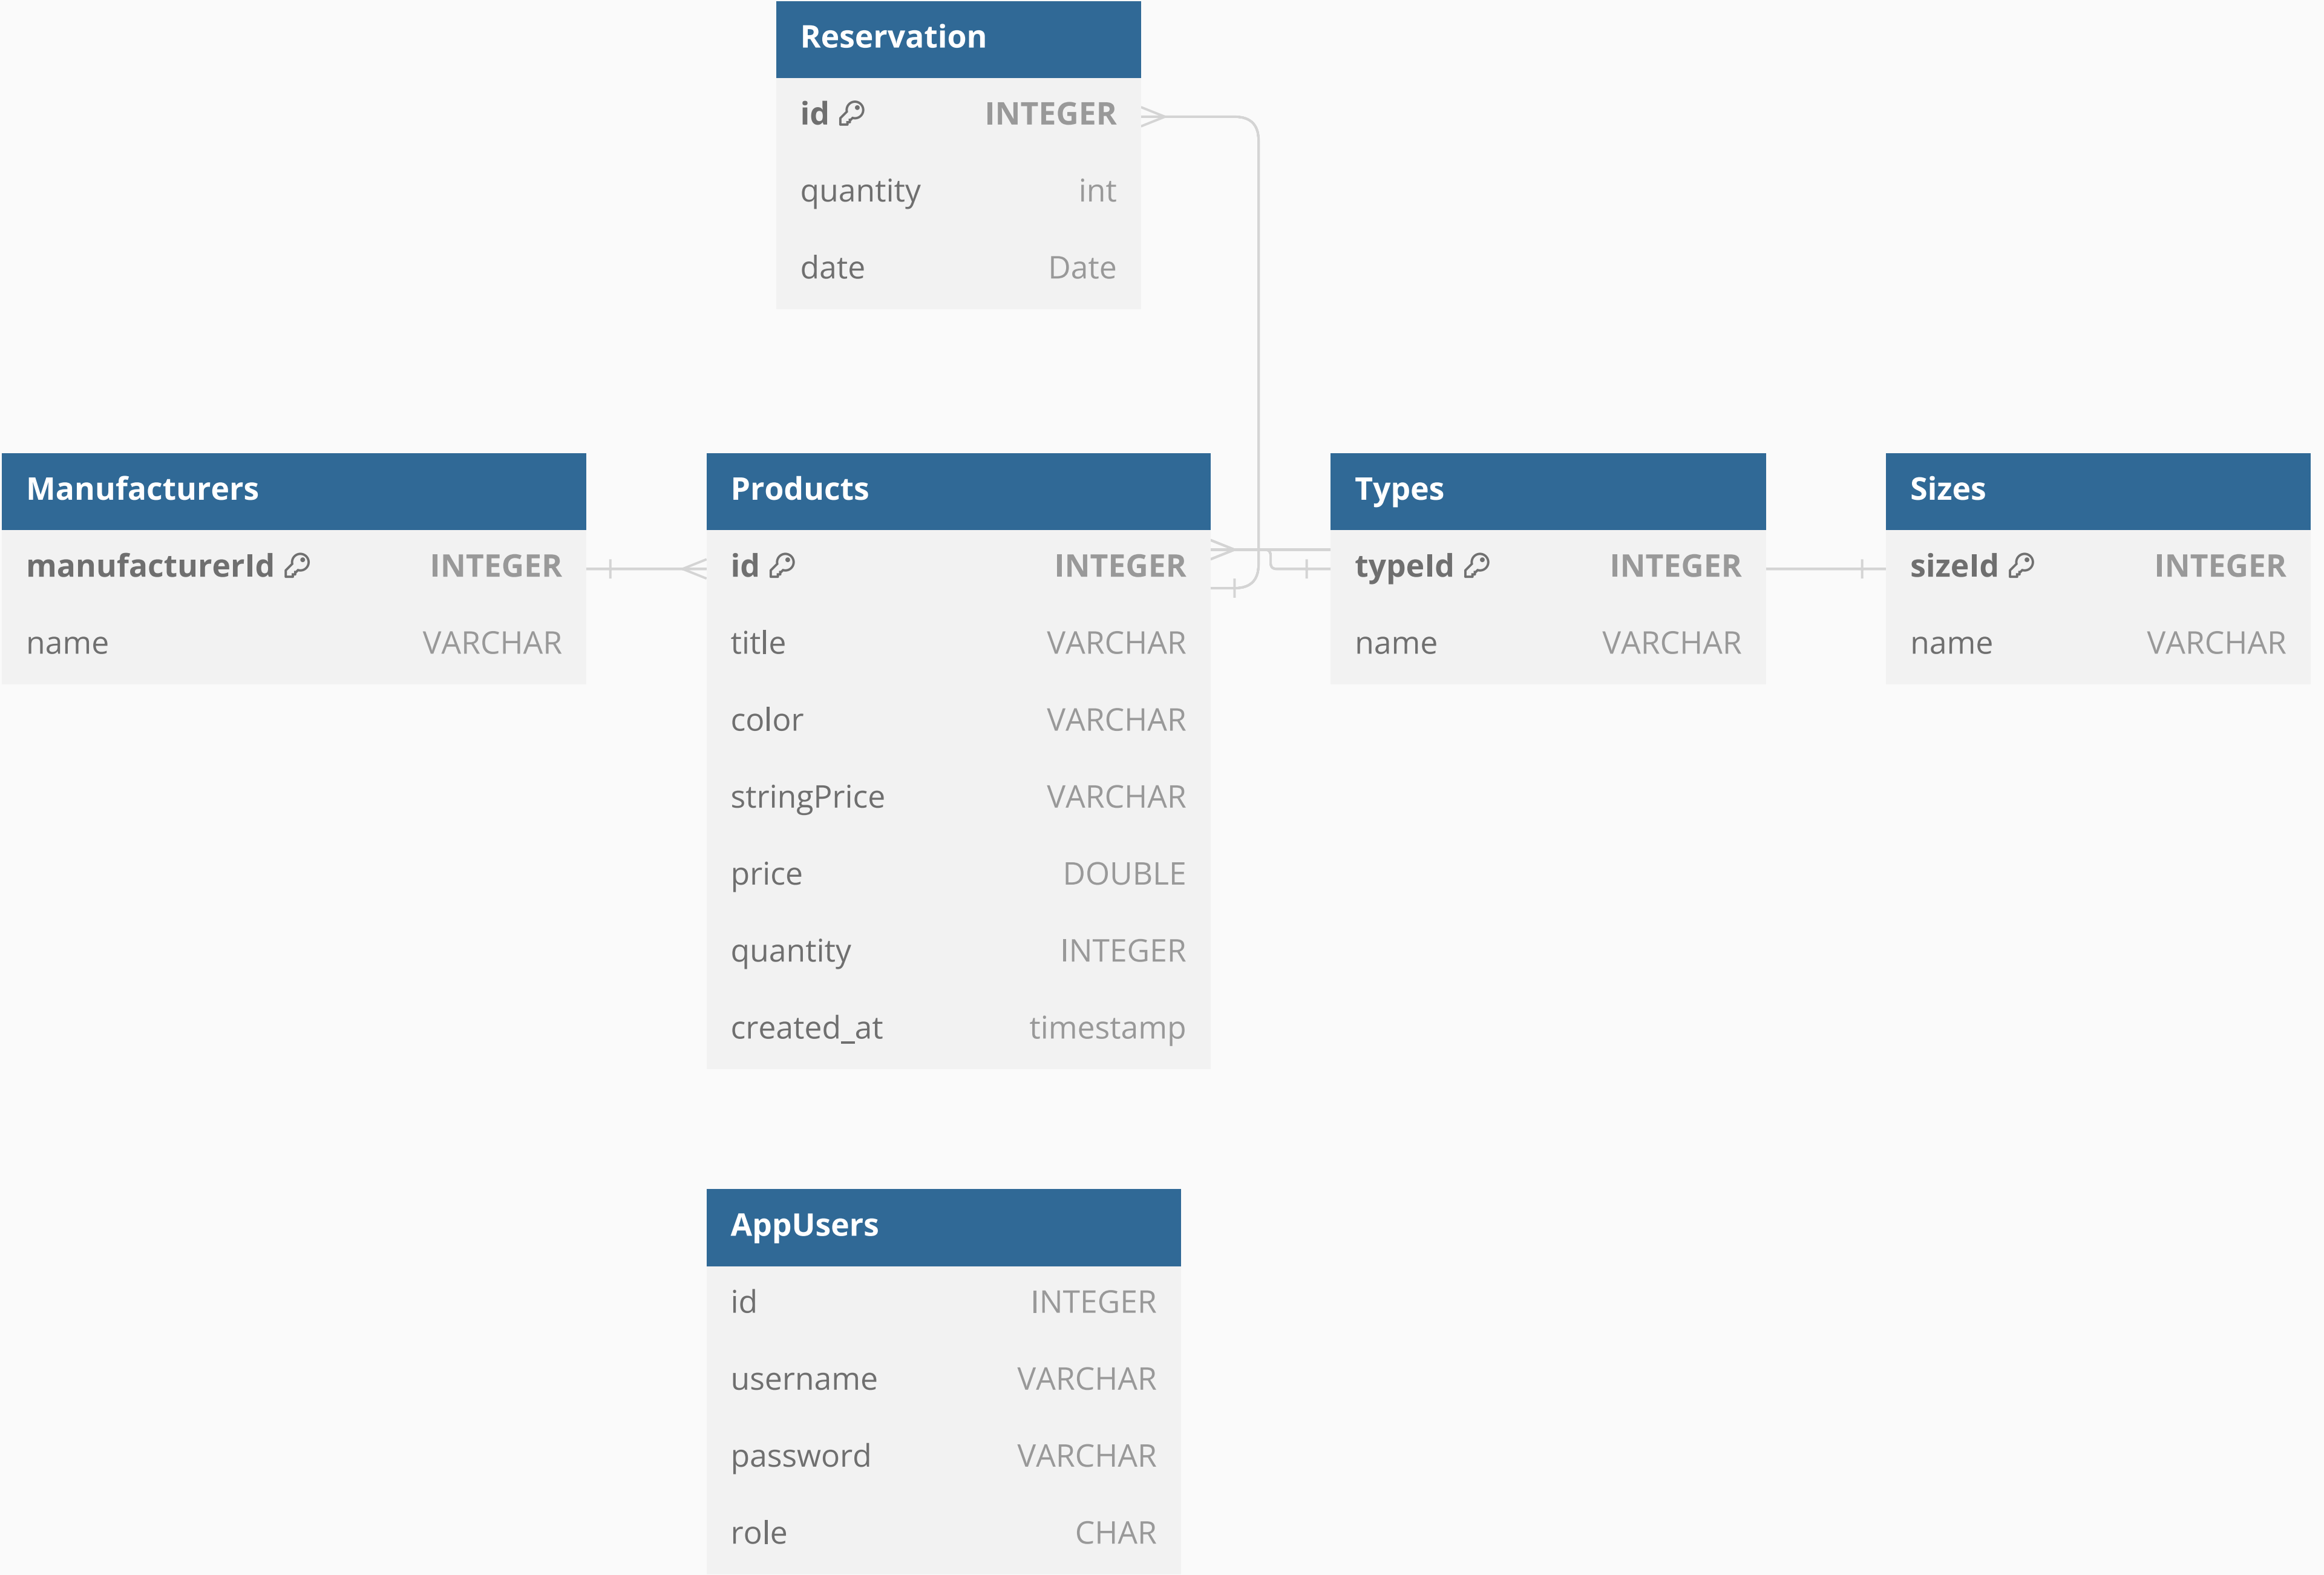 Reservation
id INTEGER
quantity int
date Date
Manufacturers
manufacturerId INTEGER
name VARCHAR
Products
id INTEGER
title VARCHAR
color VARCHAR
stringPrice VARCHAR
price DOUBLE
quantity INTEGER
created_at timestamp
Types
typeId INTEGER
name VARCHAR
Sizes
sizeId INTEGER
name VARCHAR
AppUsers
id INTEGER
username VARCHAR
password VARCHAR
role CHAR